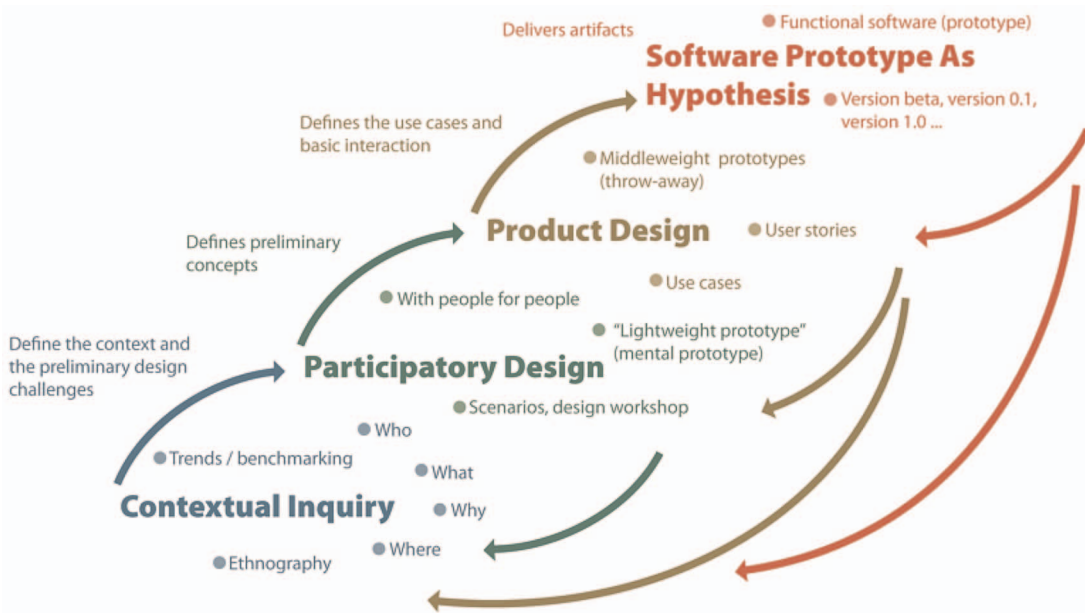 Delivers artifacts
Functional software (prototype)
Software Prototype As
Hypothesis
Version beta, version 0.1,
version 1.0 ...
Defines the use cases and
basic interaction
Middleweight prototypes
(throw-away)
Product Design
User stories
Use cases
Defines preliminary
concepts
With people for people
"Lightweight prototype"
(mental prototype)
Participatory Design
Scenarios, design workshop
Define the context and
the preliminary design
challenges
Who
Trends / benchmarking
What
Contextual Inquiry
Why
Where
Ethnography